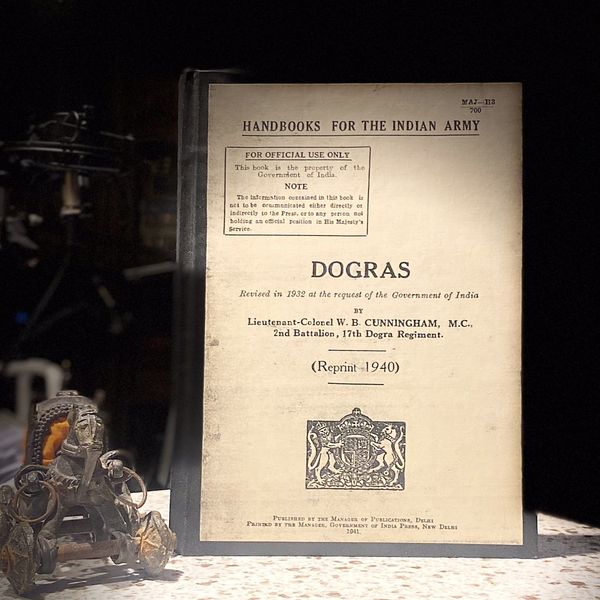 MAJ—H3
700
HANDBOOKS FOR THE INDIAN ARMY
FOR OFFICIAL USE ONLY
This book is the property of the
Government of India.
NOTE
The information contained in this book is
not to be communicated either directly or
indirectly to the Press, or to any person not
holding an official position in His Majesty's
Service.
DOGRAS
Revised in 1932 at the request of the Government of India
BY
Lieutenant-Colonel W. B. CUNNINGHAM, M.C.,
2nd Battalion, 17th Dogra Regiment.
(Reprint 1940)
PUBLISHED BY THE MANAGER OF PUBLICATIONS, DELHI
PRINTED BY THE MANAGER, GOVERNMENT OF INDIA PRESS, NEW DELHI
1941.